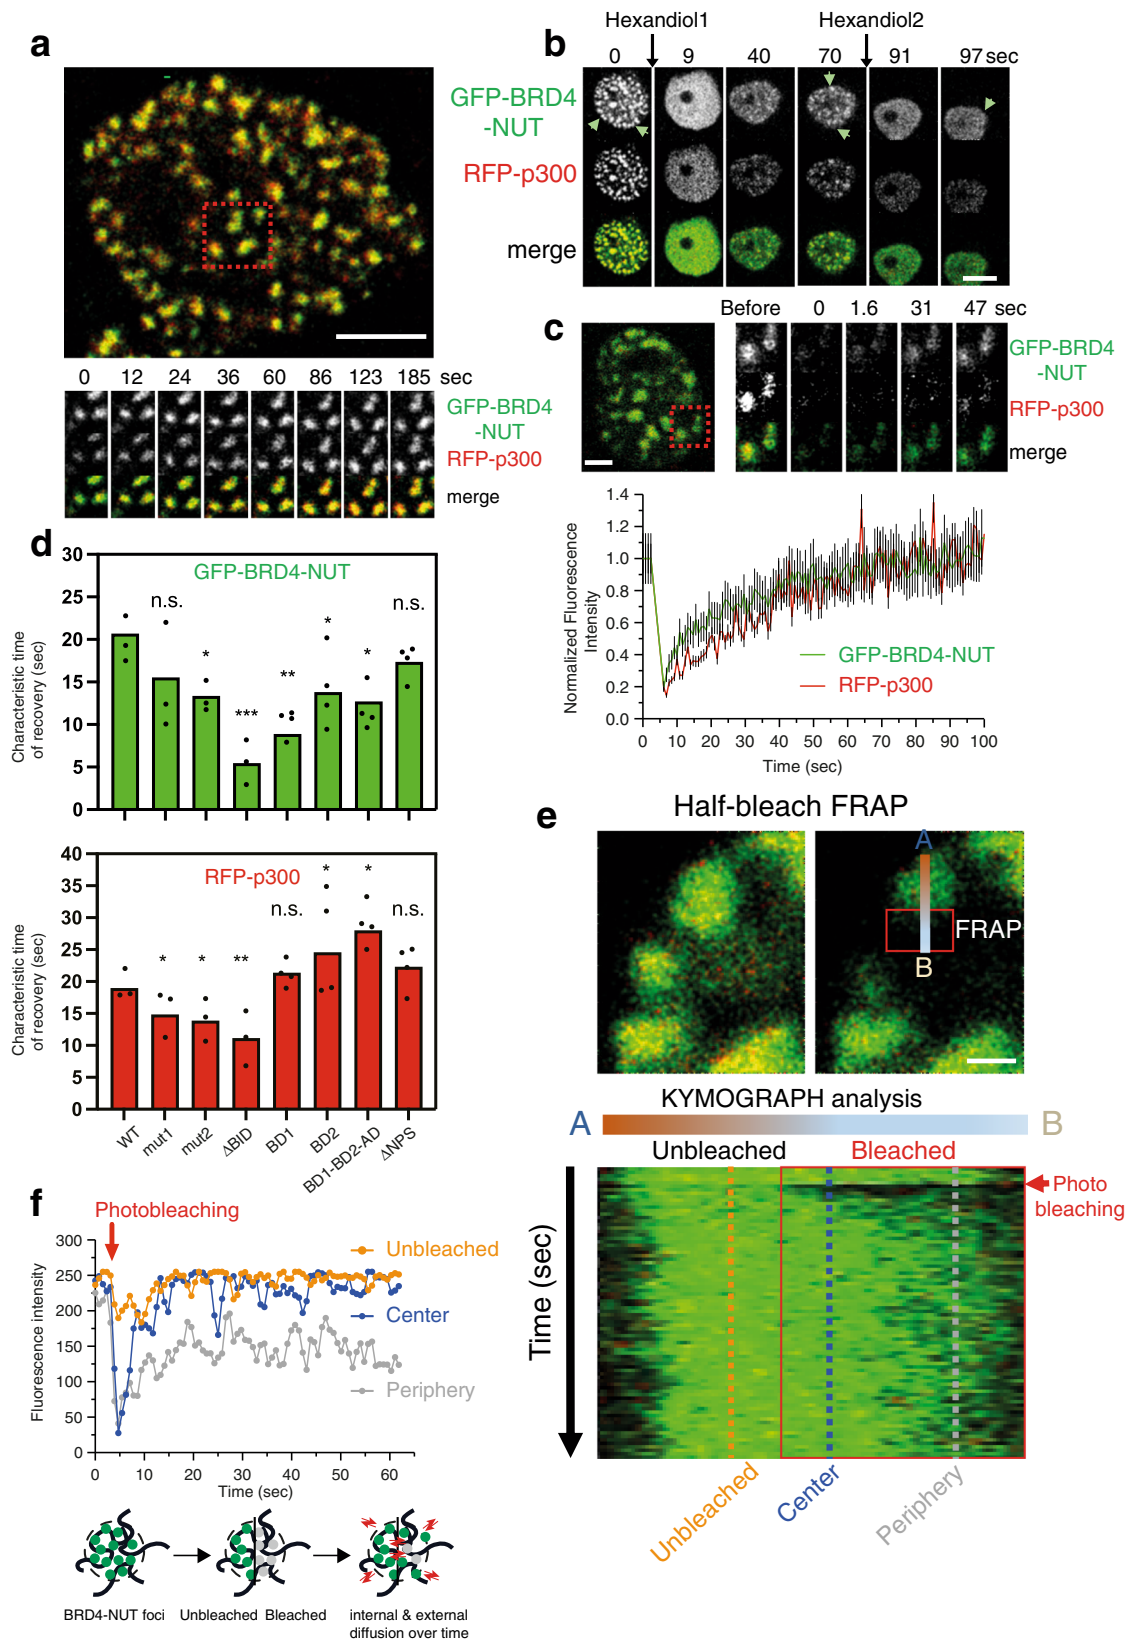 a
0 12 24 36 60 86 123 185 sec
GFP-BRD4
-NUT
RFP-p300
merge
b
Hexandiol1 Hexandiol2
0 9 40 70 91 97 sec
GFP-BRD4
-NUT
RFP-p300
merge
c
Before 0 1.6 31 47 sec
GFP-BRD4
-NUT
RFP-p300
merge
Normalized Fluorescence
Intensity
1.4
1.2
1.0
0.8
0.6
0.4
0.2
0.0
GFP-BRD4-NUT
RFP-p300
0 10 20 30 40 50 60 70 80 90 100
Time (sec)
d
Characteristic time
of recovery (sec)
30
25
20
15
10
5
0
GFP-BRD4-NUT
n.s. * *** ** * * n.s.
Characteristic time
of recovery (sec)
40
35
30
25
20
15
10
5
0
RFP-p300
* * ** n.s. * * n.s.
WT mut1 mut2 ΔBID BD1 BD2 BD1-BD2-AD ΔNPS
e
Half-bleach FRAP
A
FRAP
B
KYMOGRAPH analysis
A B
Unbleached Bleached
Photo
bleaching
Time (sec)
Unbleached Center Periphery
f
Photobleaching
Fluorescence intensity
300
250
200
150
100
50
0
Unbleached
Center
Periphery
0 10 20 30 40 50 60
Time (sec)
BRD4-NUT foci Unbleached Bleached internal & external
diffusion over time